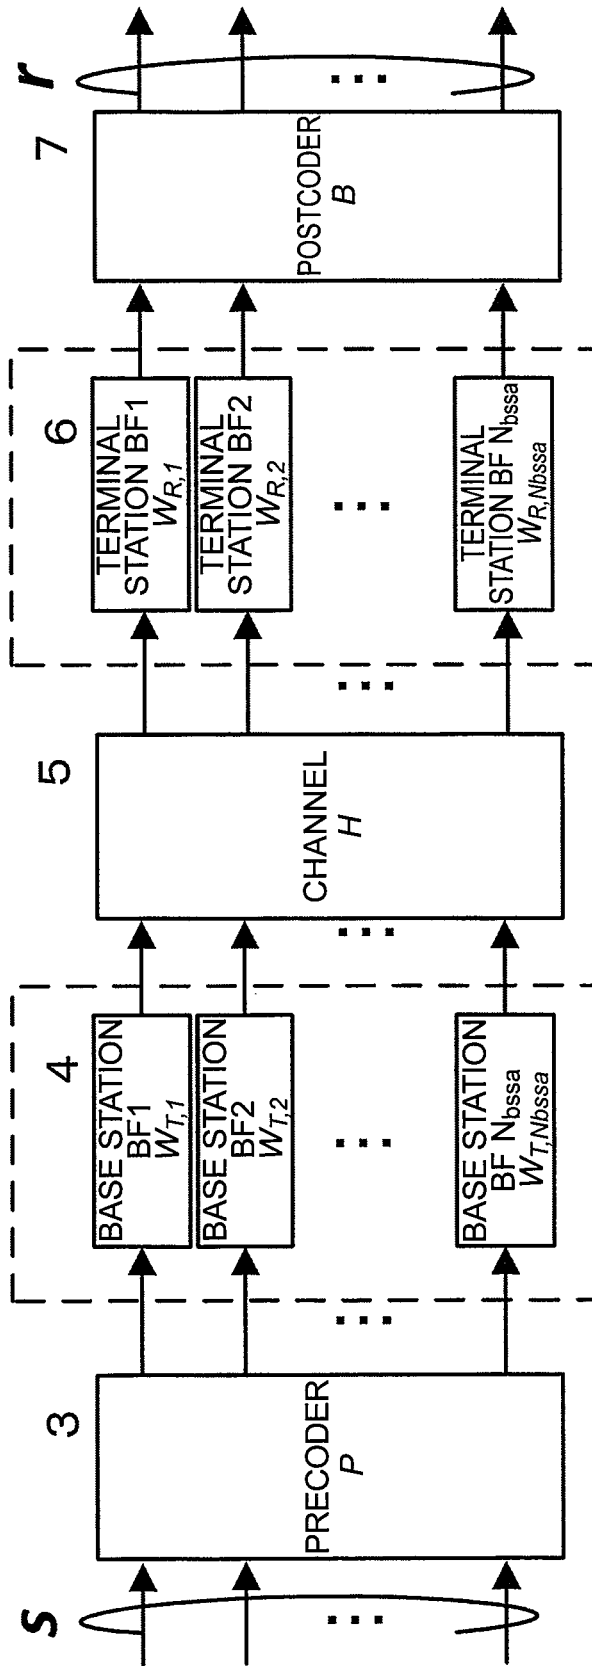 s
3
PRECODER
P
4
BASE STATION
BF1
W_{T,1}
BASE STATION
BF2
W_{T,2}
BASE STATION
BF N_{bssa}
W_{T,Nbssa}
5
CHANNEL
H
6
TERMINAL
STATION BF1
W_{R,1}
TERMINAL
STATION BF2
W_{R,2}
TERMINAL
STATION BF N_{bssa}
W_{R,Nbssa}
7
POSTCODER
B
r